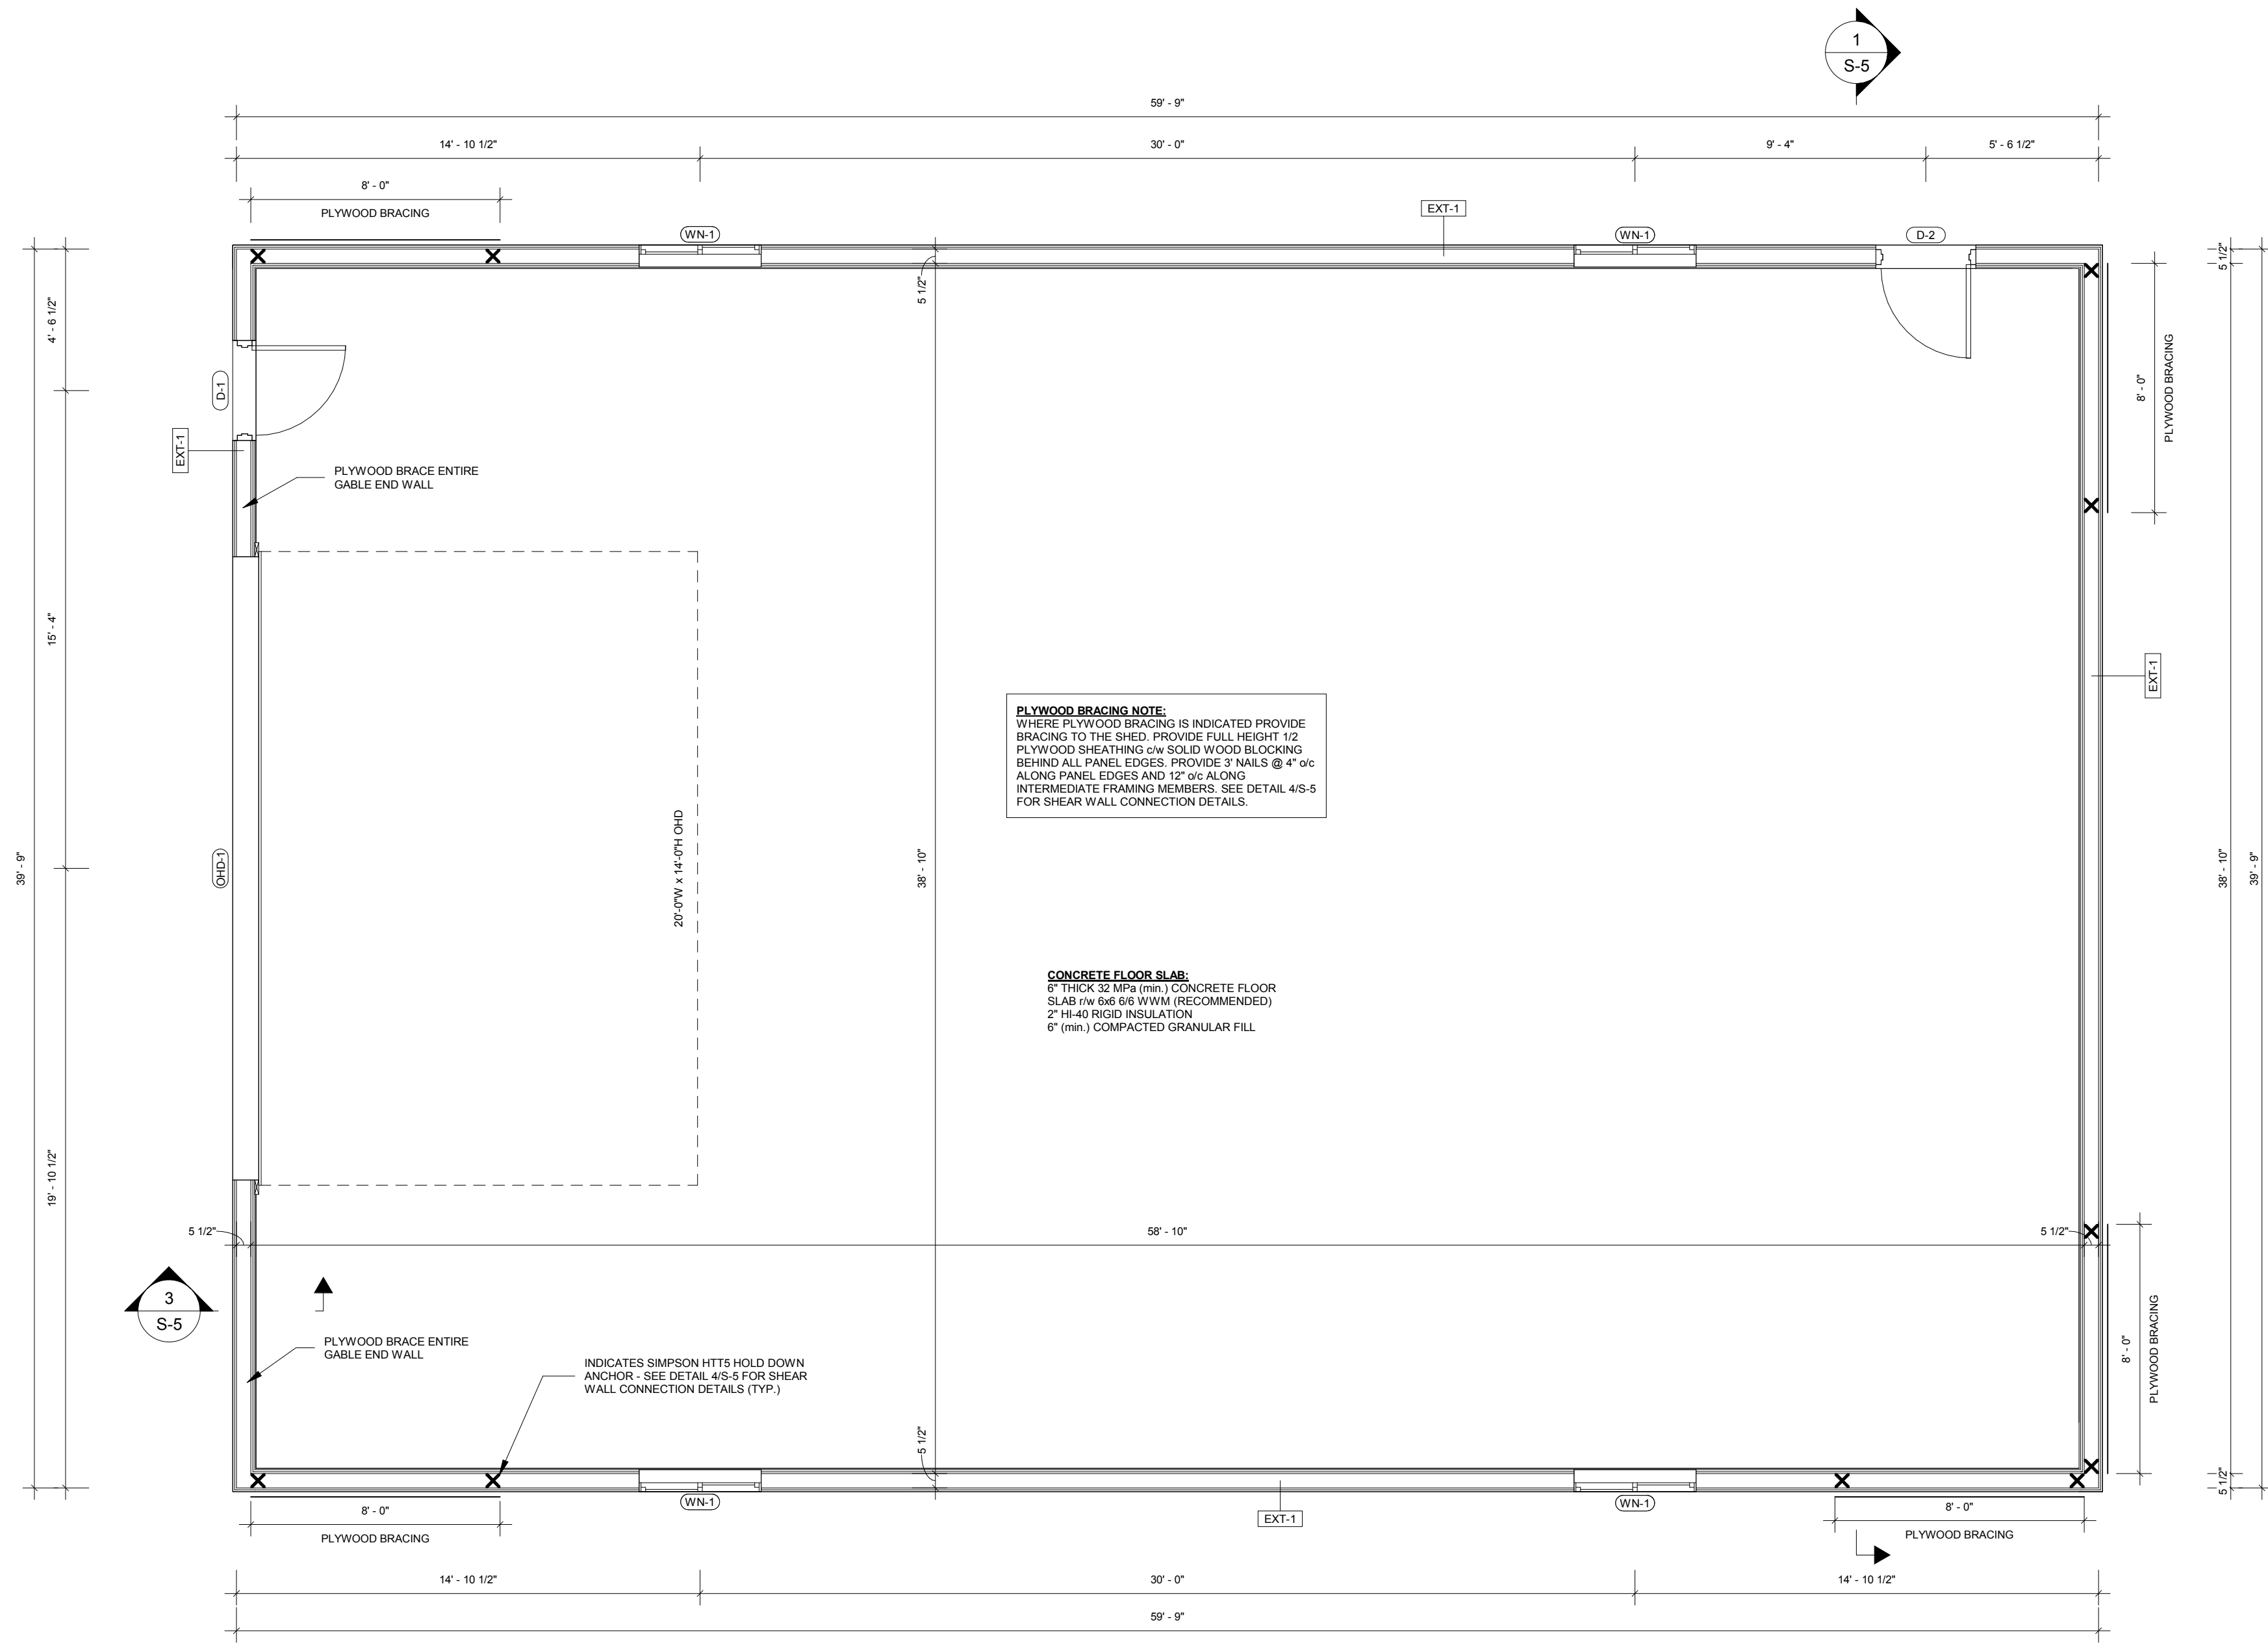 1
S-5
59' - 9"
14' - 10 1/2"
30' - 0"
9' - 4"
5' - 6 1/2"
8' - 0"
PLYWOOD BRACING
EXT-1
WN-1
WN-1
D-2
5 1/2"
5 1/2"
4' - 6 1/2"
D-1
EXT-1
PLYWOOD BRACE ENTIRE
GABLE END WALL
8' - 0"
PLYWOOD BRACING
15' - 4"
EXT-1
PLYWOOD BRACING NOTE:
WHERE PLYWOOD BRACING IS INDICATED PROVIDE
BRACING TO THE SHED. PROVIDE FULL HEIGHT 1/2
PLYWOOD SHEATHING c/w SOLID WOOD BLOCKING
BEHIND ALL PANEL EDGES. PROVIDE 3' NAILS @ 4" o/c
ALONG PANEL EDGES AND 12" o/c ALONG
INTERMEDIATE FRAMING MEMBERS. SEE DETAIL 4/S-5
FOR SHEAR WALL CONNECTION DETAILS.
39' - 9"
OHD-1
20'-0"W x 14'-0"H OHD
38' - 10"
38' - 10"
39' - 9"
CONCRETE FLOOR SLAB:
6" THICK 32 MPa (min.) CONCRETE FLOOR
SLAB r/w 6x6 6/6 WWM (RECOMMENDED)
2" HI-40 RIGID INSULATION
6" (min.) COMPACTED GRANULAR FILL
19' - 10 1/2"
5 1/2"
58' - 10"
5 1/2"
3
S-5
PLYWOOD BRACE ENTIRE
GABLE END WALL
INDICATES SIMPSON HTT5 HOLD DOWN
ANCHOR - SEE DETAIL 4/S-5 FOR SHEAR
WALL CONNECTION DETAILS (TYP.)
8' - 0"
PLYWOOD BRACING
5 1/2"
5 1/2"
WN-1
WN-1
EXT-1
8' - 0"
PLYWOOD BRACING
8' - 0"
PLYWOOD BRACING
14' - 10 1/2"
30' - 0"
14' - 10 1/2"
59' - 9"